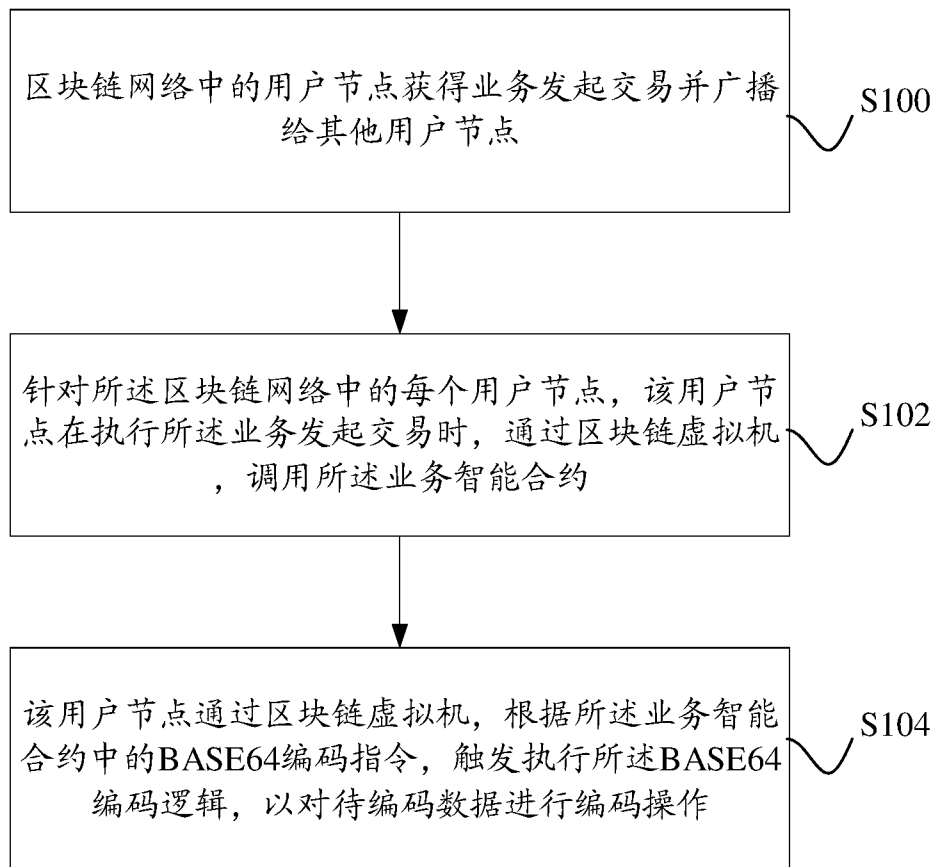 区块链网络中的用户节点获得业务发起交易并广播
给其他用户节点
S100
针对所述区块链网络中的每个用户节点，该用户节
点在执行所述业务发起交易时，通过区块链虚拟机
，调用所述业务智能合约
S102
该用户节点通过区块链虚拟机，根据所述业务智能
合约中的BASE64编码指令，触发执行所述BASE64
编码逻辑，以对待编码数据进行编码操作
S104